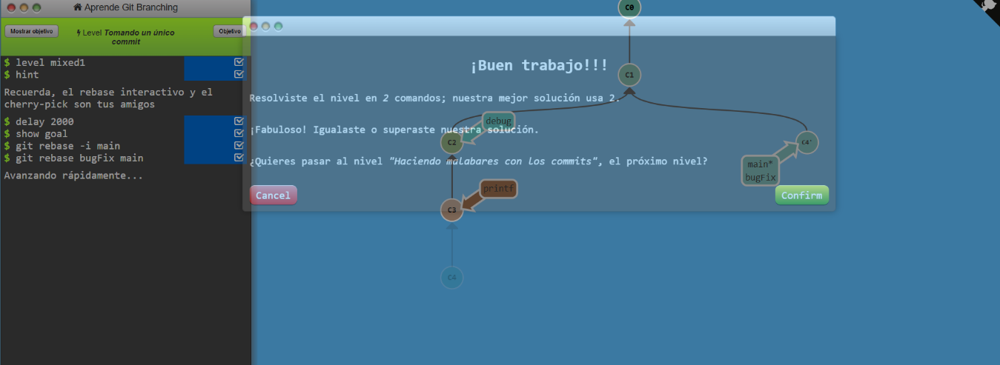 Aprende Git Branching
Mostrar objetivo
Level Tomando un único
commit
Objetivo
$ level mixed1
$ hint
Recuerda, el rebase interactivo y el
cherry-pick son tus amigos
$ delay 2000
$ show goal
$ git rebase -i main
$ git rebase bugFix main
Avanzando rápidamente...
¡Buen trabajo!!!
Resolviste el nivel en 2 comandos; nuestra mejor solución usa 2.
¡Fabuloso! Igualaste o superaste nuestra solución.
¿Quieres pasar al nivel "Haciendo malabares con los commits", el próximo nivel?
Cancel
Confirm
C0
C1
debug
C2
C4'
main*
bugFix
printf
C3
C4